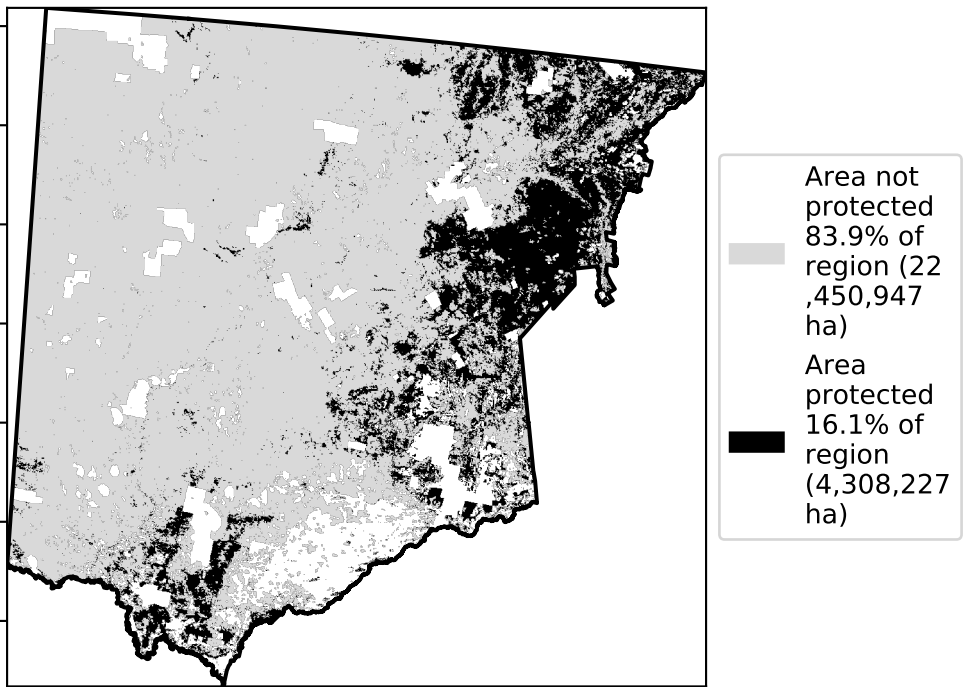 Area not
protected
83.9% of
region (22
,450,947
ha)
Area
protected
16.1% of
region
(4,308,227
ha)